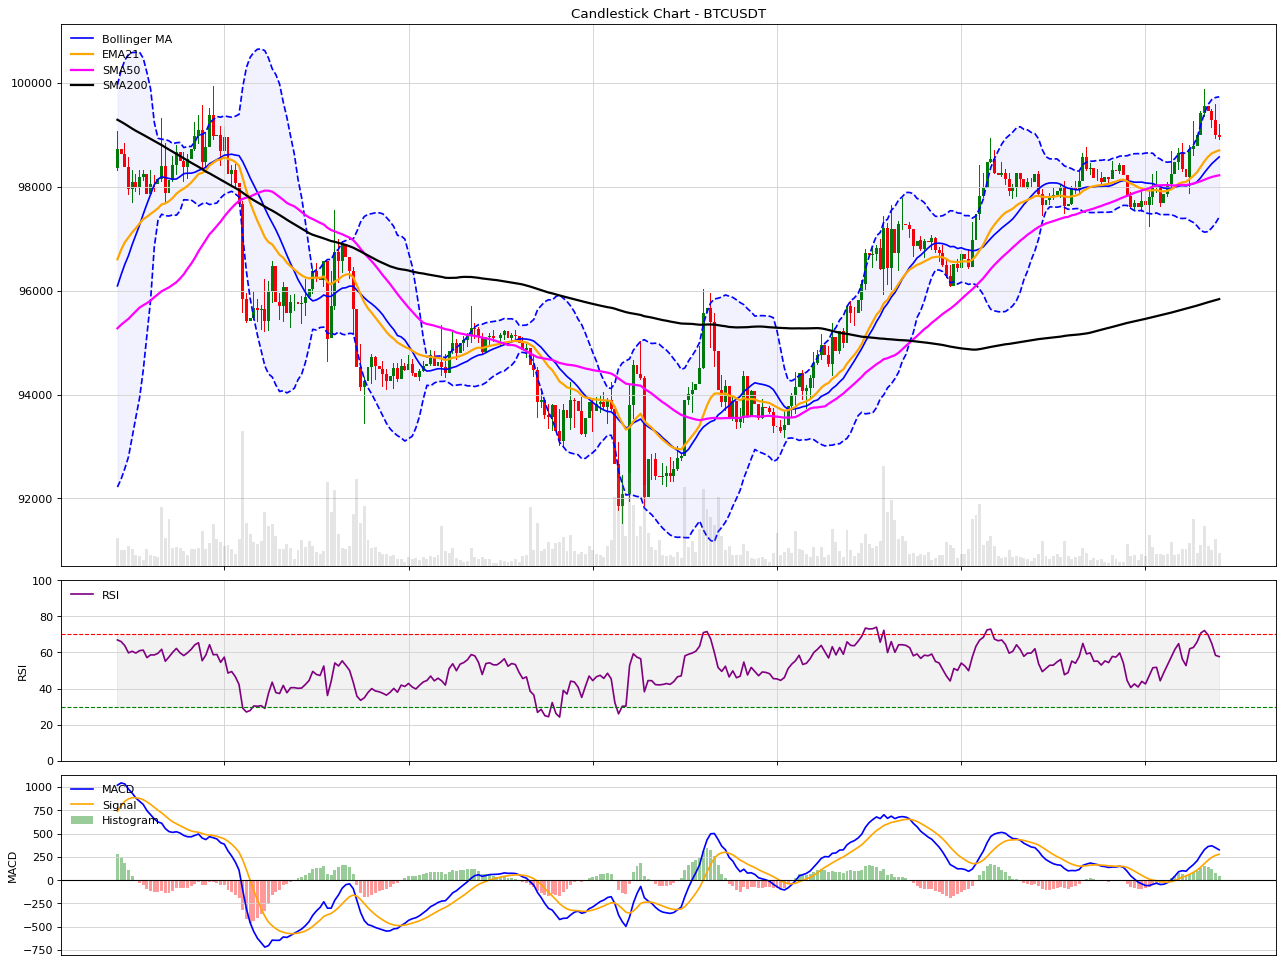 Candlestick Chart - BTCUSDT
Bollinger MA
EMA21
SMA50
SMA200
100000
98000
96000
94000
92000
RSI
RSI
100
80
60
40
20
0
MACD
Signal
Histogram
MACD
1000
750
500
250
0
−250
−500
−750